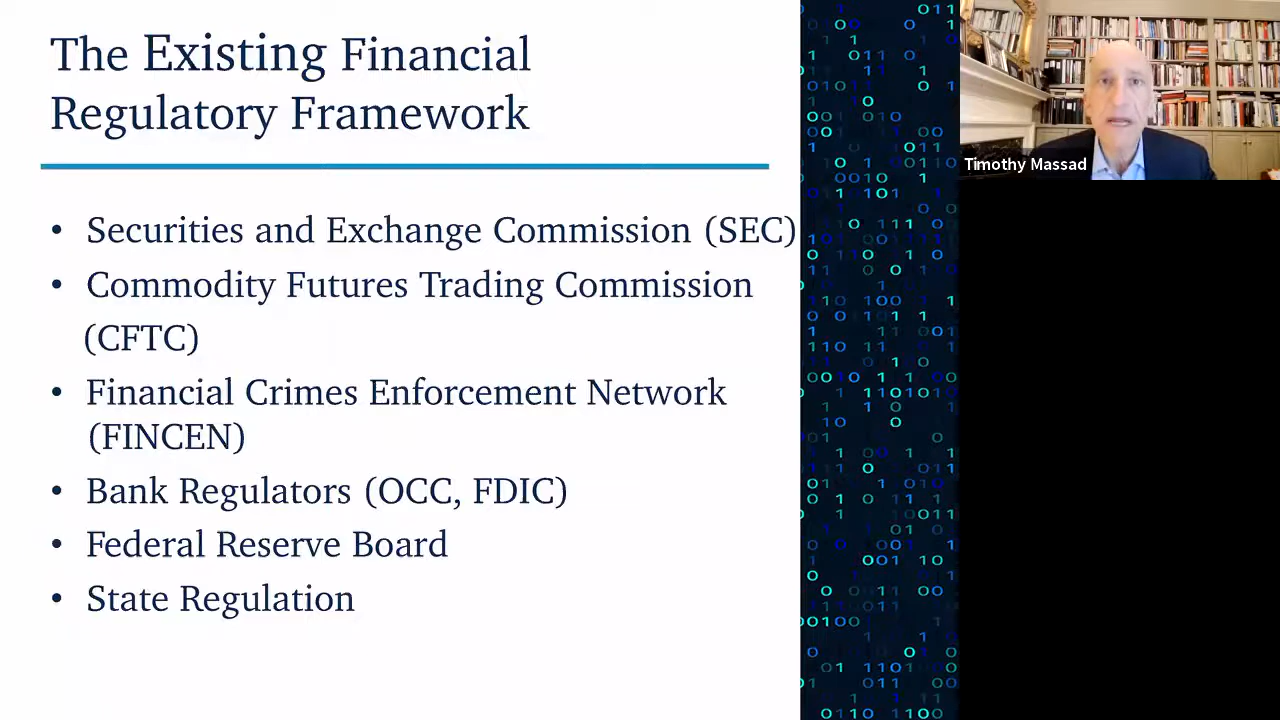 The Existing Financial
Regulatory Framework
• Securities and Exchange Commission (SEC)
• Commodity Futures Trading Commission
(CFTC)
• Financial Crimes Enforcement Network
(FINCEN)
• Bank Regulators (OCC, FDIC)
• Federal Reserve Board
• State Regulation
Timothy Massad